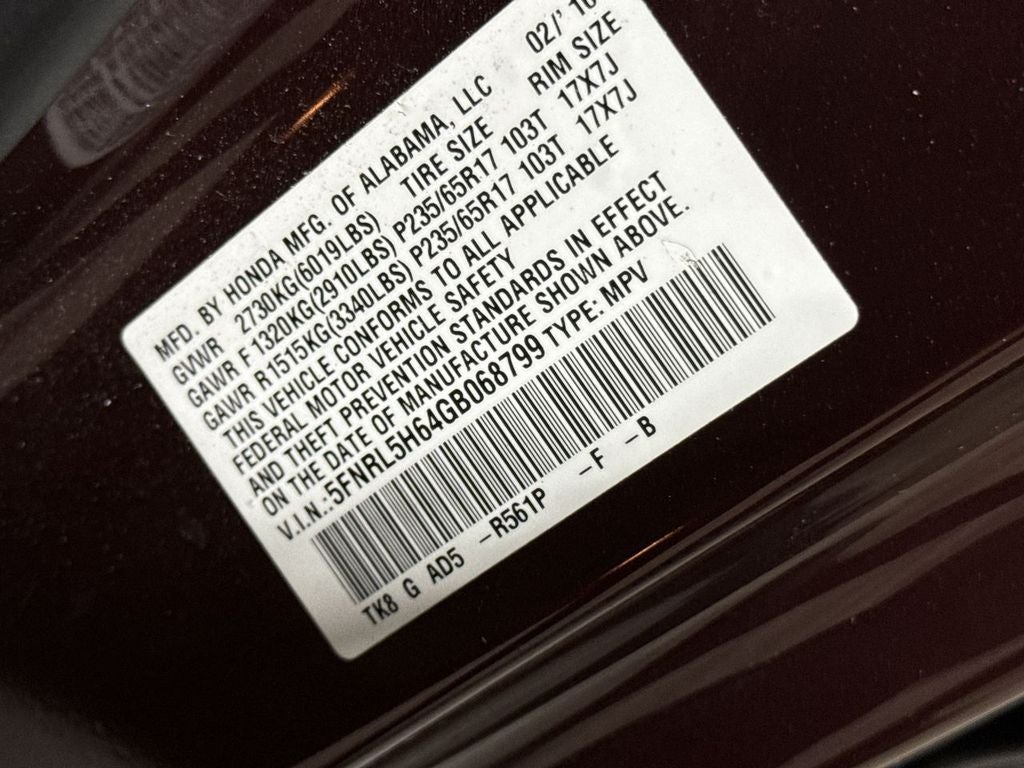 MFD. BY HONDA MFG. OF ALABAMA, LLC 02/'16
GVWR 2730KG(6019LBS) TIRE SIZE RIM SIZE
GAWR F 1320KG(2910LBS) P235/65R17 103T 17X7J
GAWR R 1515KG(3340LBS) P235/65R17 103T 17X7J
THIS VEHICLE CONFORMS TO ALL APPLICABLE
FEDERAL MOTOR VEHICLE SAFETY
AND THEFT PREVENTION STANDARDS IN EFFECT
ON THE DATE OF MANUFACTURE SHOWN ABOVE.
V.I.N.:5FNRL5H64GB068799 TYPE: MPV
TK8 G AD5 -R561P -F -B